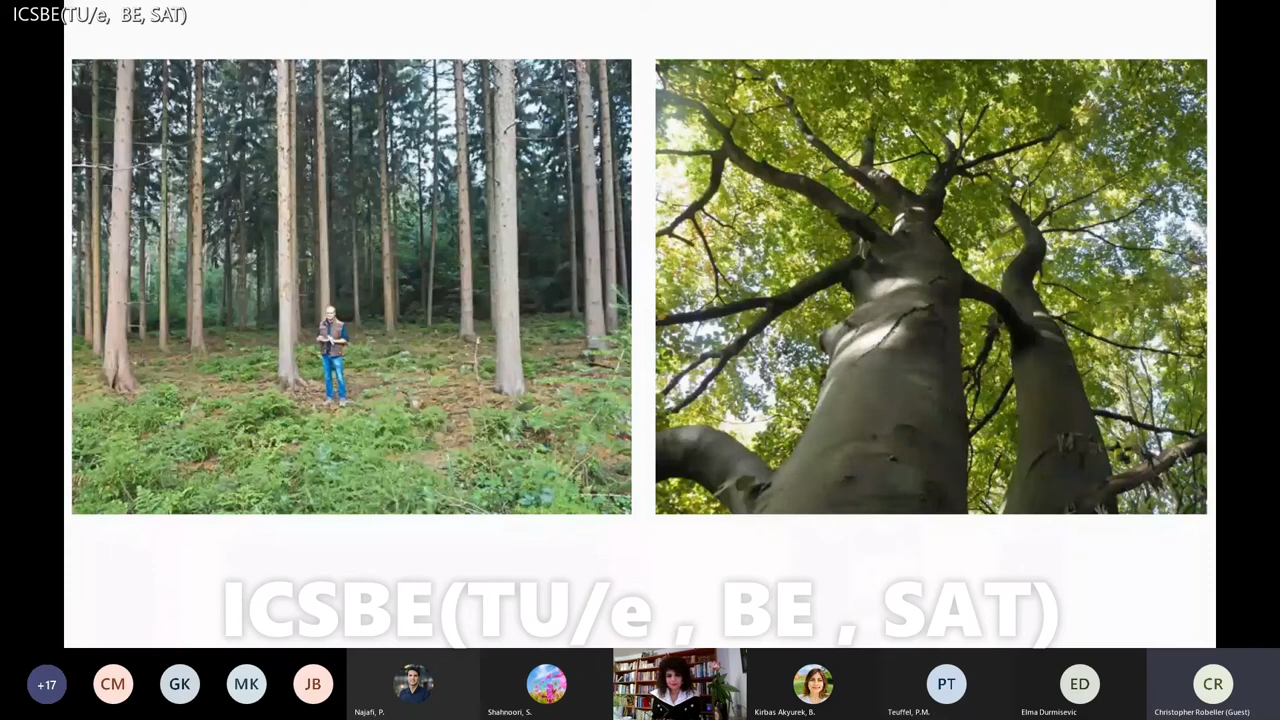 ICSBE(TU/e, BE, SAT)
ICSBE(TU/e , BE , SAT)
+17
CM
GK
MK
JB
Najafi, P.
Shahnoori, S.
Kirbas Akyurek, B.
PT
Teuffel, P.M.
ED
Elma Durmisevic
CR
Christopher Robeller (Guest)